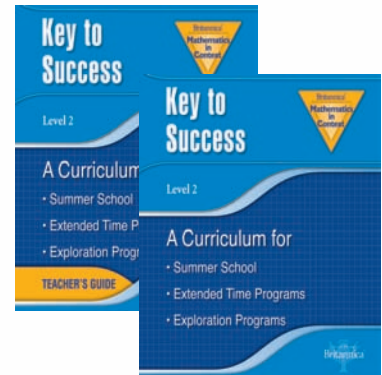 Key to
Success
Britannica
Mathematics
in
Context
Level 2
A Curriculum
• Summer School
• Extended Time P
• Exploration Progr
TEACHER'S GUIDE
Key to
Success
Britannica
Mathematics
in
Context
Level 2
A Curriculum for
• Summer School
• Extended Time Programs
• Exploration Programs
Britannica